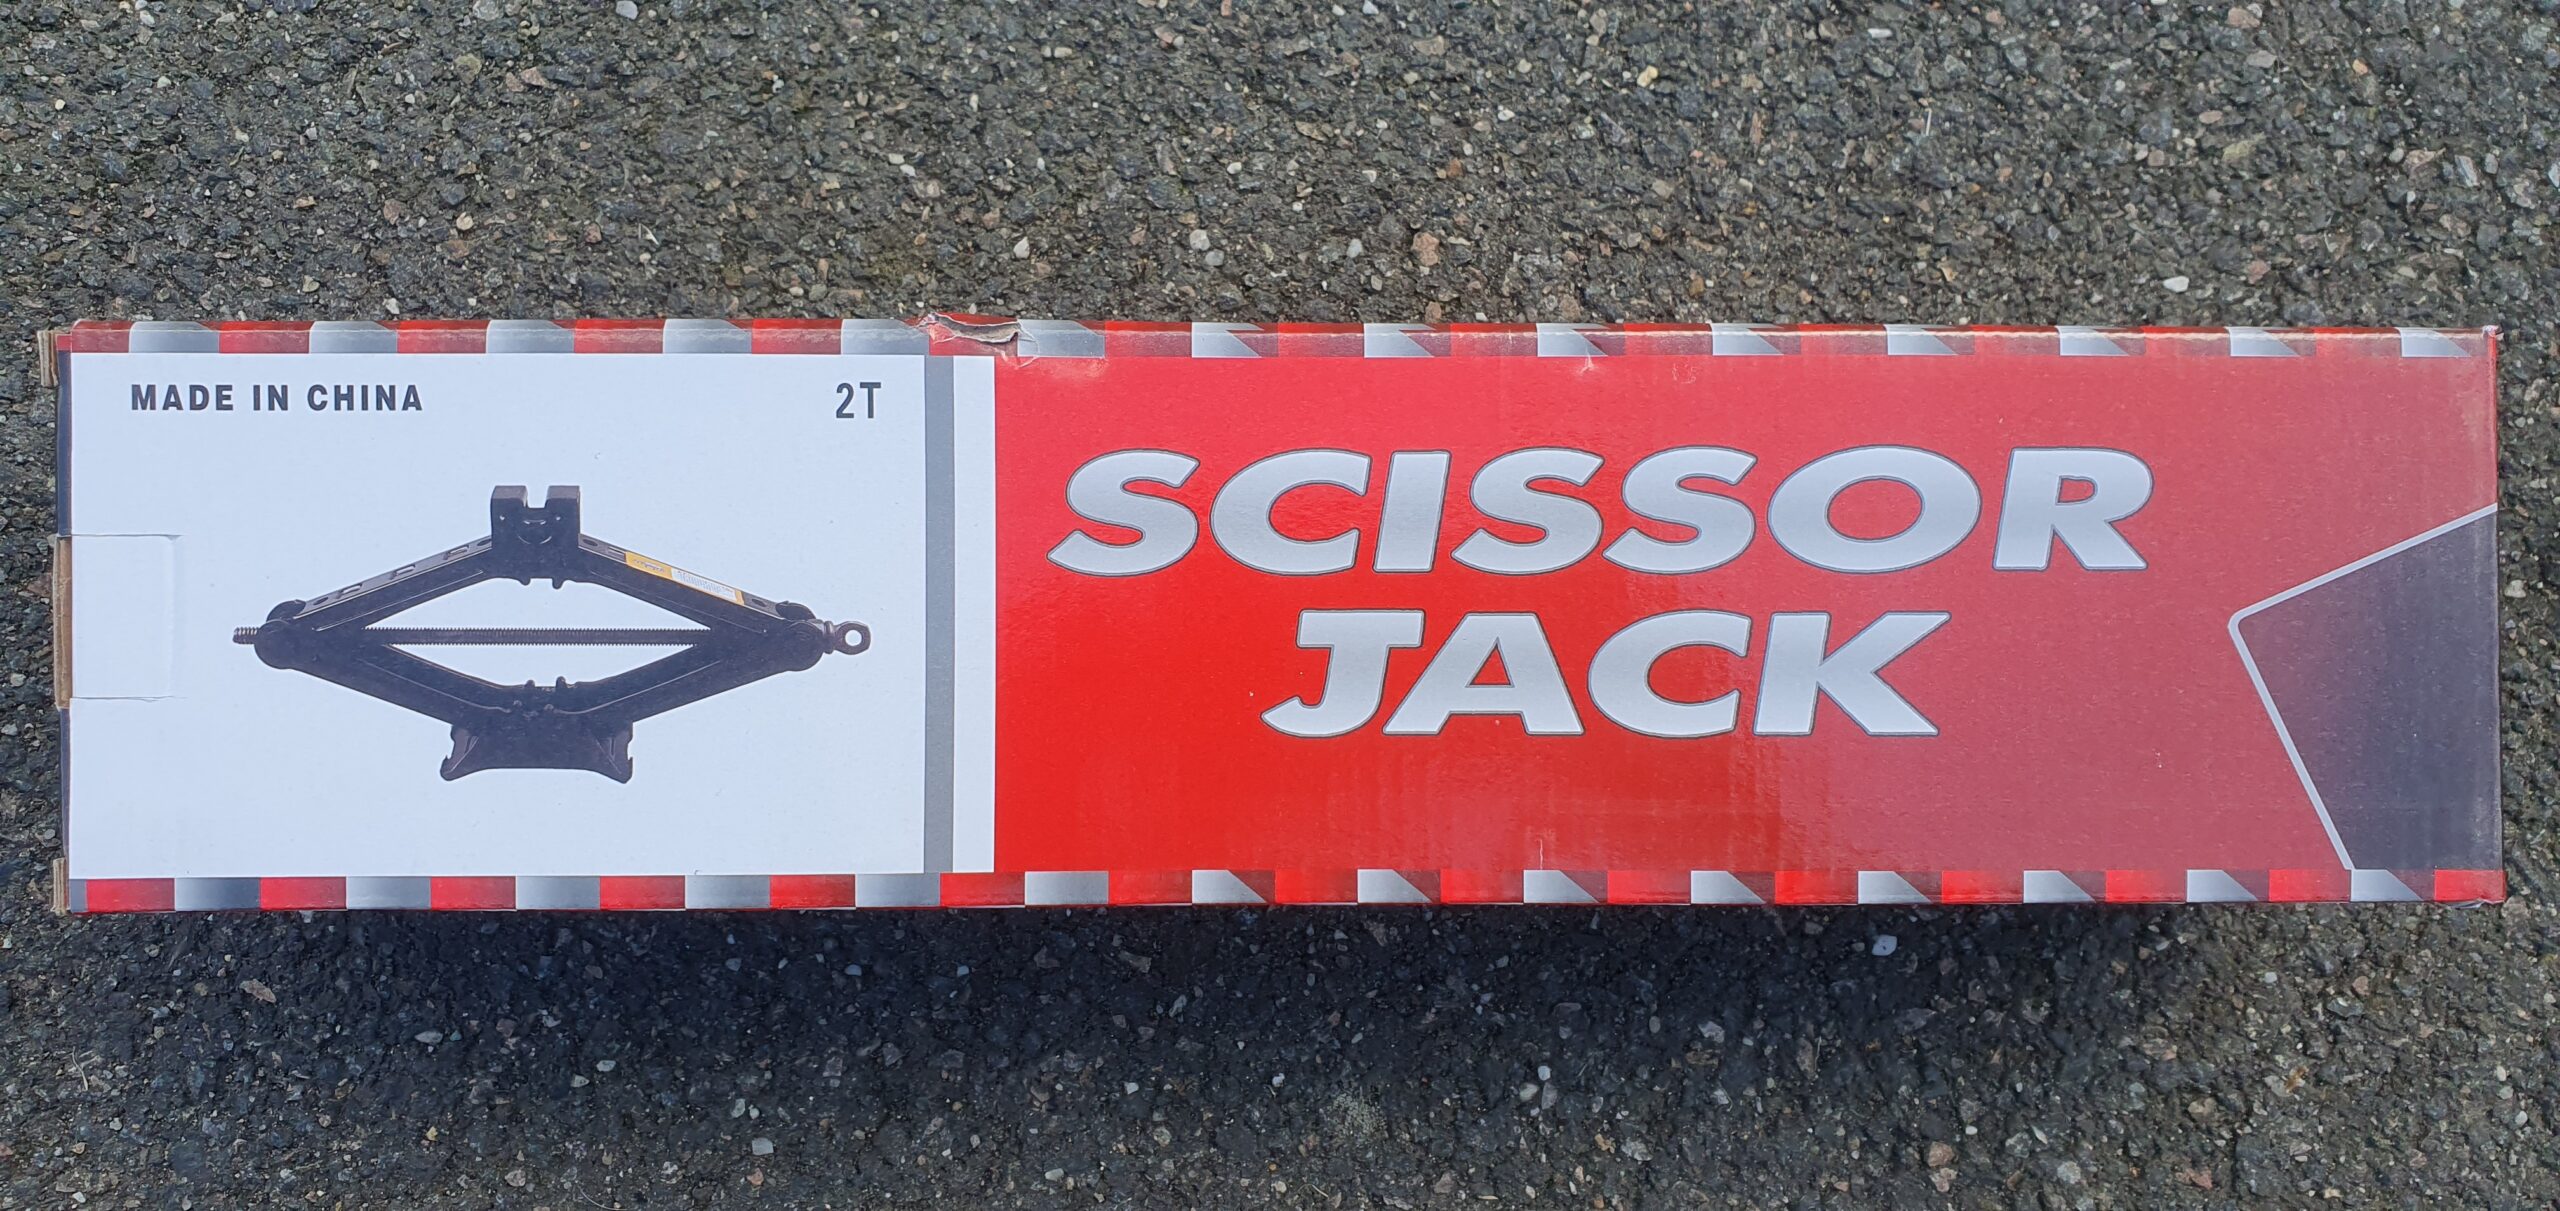 MADE IN CHINA
2T
SCISSOR
JACK